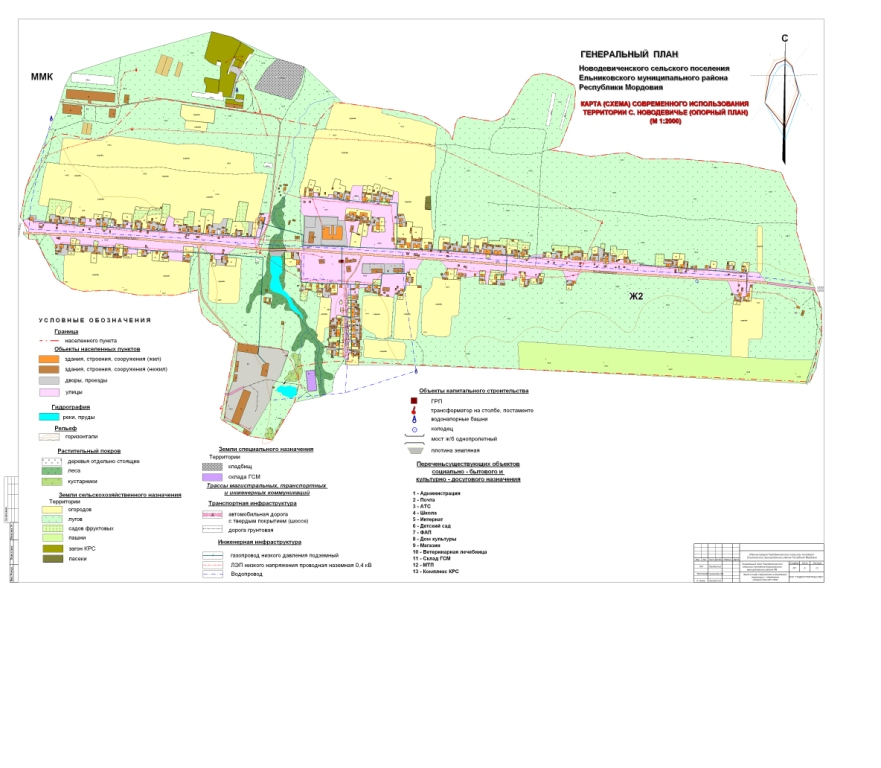 ММК
ГЕНЕРАЛЬНЫЙ ПЛАН
Новодевиченского сельского поселения
Ельниковского муниципального района
Республики Мордовия
КАРТА (СХЕМА) СОВРЕМЕННОГО ИСПОЛЬЗОВАНИЯ
ТЕРРИТОРИИ С. НОВОДЕВИЧЬЕ (ОПОРНЫЙ ПЛАН)
(М 1:2000)
С
Ж2
УСЛОВНЫЕ ОБОЗНАЧЕНИЯ
Граница
населенного пункта
Объекты населенных пунктов
здания, строения, сооружения (жил)
здания, строения, сооружения (нежил)
дворы, проходы
улицы
Гидрография
реки, пруды
Рельеф
горизонтали
Растительный покров
деревья отдельно стоящие
леса
кустарники
Земли сельскохозяйственного назначения
Территории
огородов
лугов
садов фруктовых
пашни
загон КРС
пасеки
Земли специального назначения
Территории
кладбищ
склада ГСМ
Трассы магистральных, транспортных
и инженерных коммуникаций
Транспортная инфраструктура
автомобильная дорога
с твердым покрытием (шоссе)
дорога грунтовая
Инженерная инфраструктура
газопровод низкого давления подземный
ЛЭП низкого напряжения проводная наземная 0,4 кВ
Водопровод
Объекты капитального строительства
ГРП
трансформатор на столбе, постаменте
водонапорные башни
колодец
мост ж/б однопролетный
плотина земляная
Переченьсуществующих объектов
социально - бытового и
культурно - досугового назначения
1 - Администрация
2 - Почта
3 - АТС
4 - Школа
5 - Интернат
6 - Детский сад
7 - ФАП
8 - Дом культуры
9 - Магазин
10 - Ветеринарная лечебница
11 - Склад ГСМ
12 - МТП
13 - Комплекс КРС